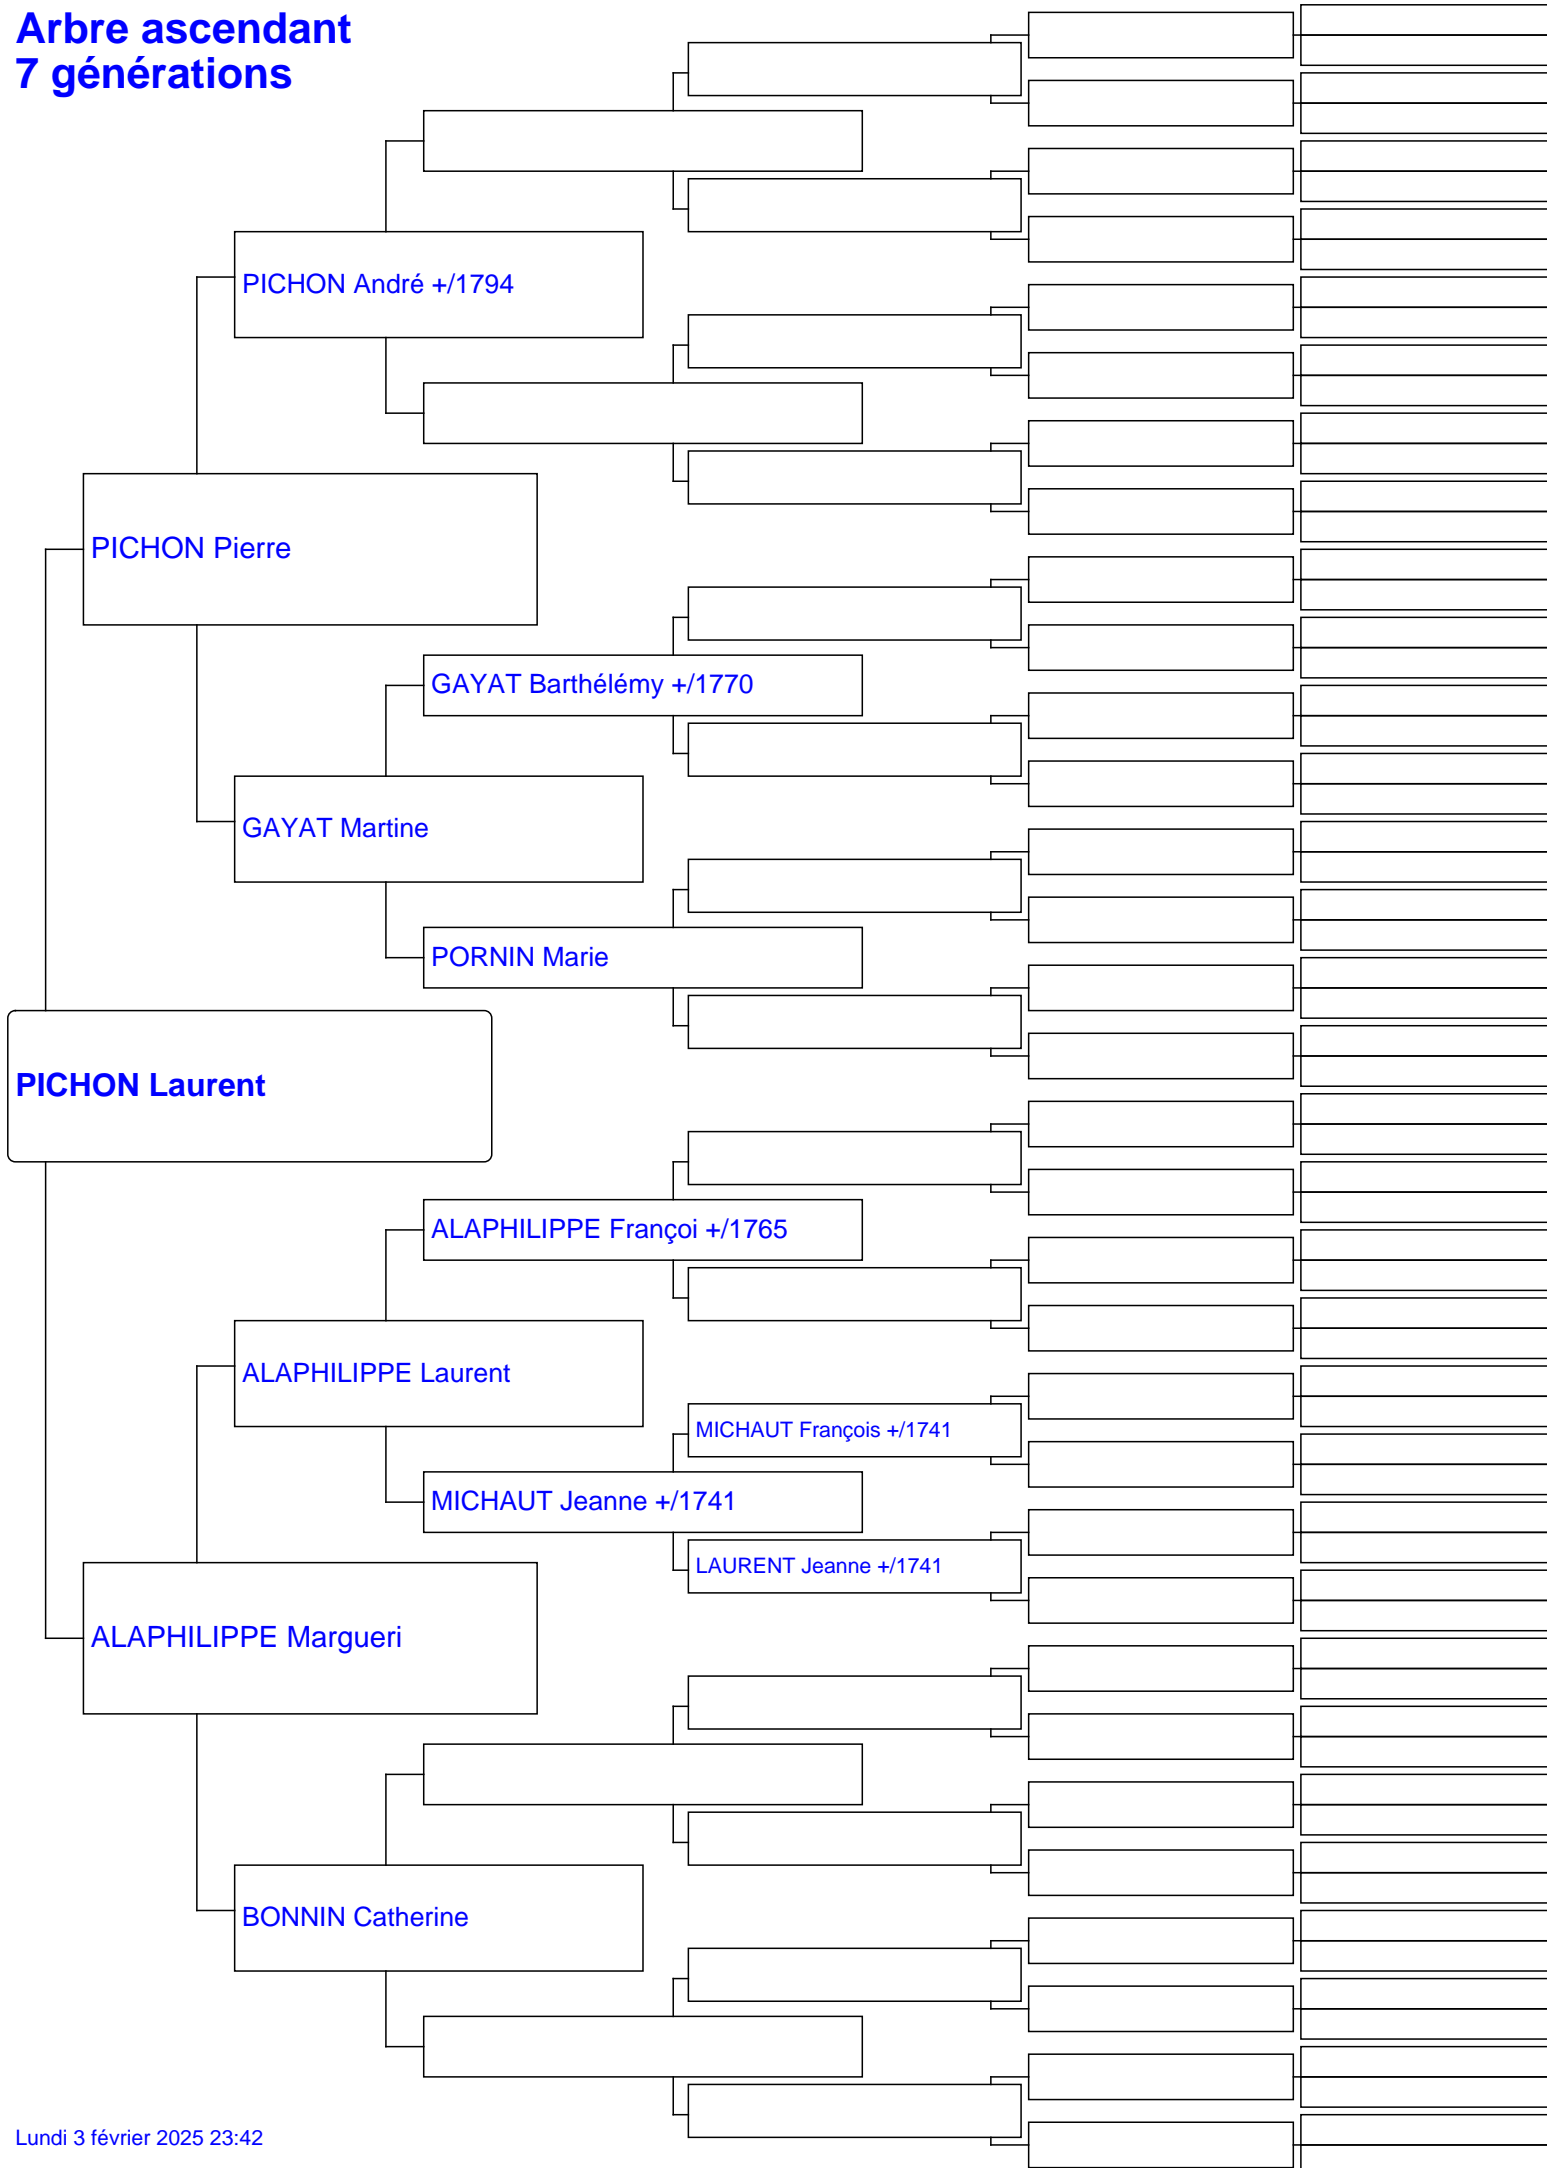 Arbre ascendant
7 générations
PICHON André +/1794
PICHON Pierre
GAYAT Barthélémy +/1770
GAYAT Martine
PORNIN Marie
PICHON Laurent
ALAPHILIPPE Françoi +/1765
ALAPHILIPPE Laurent
MICHAUT François +/1741
MICHAUT Jeanne +/1741
LAURENT Jeanne +/1741
ALAPHILIPPE Margueri
BONNIN Catherine
Lundi 3 février 2025 23:42